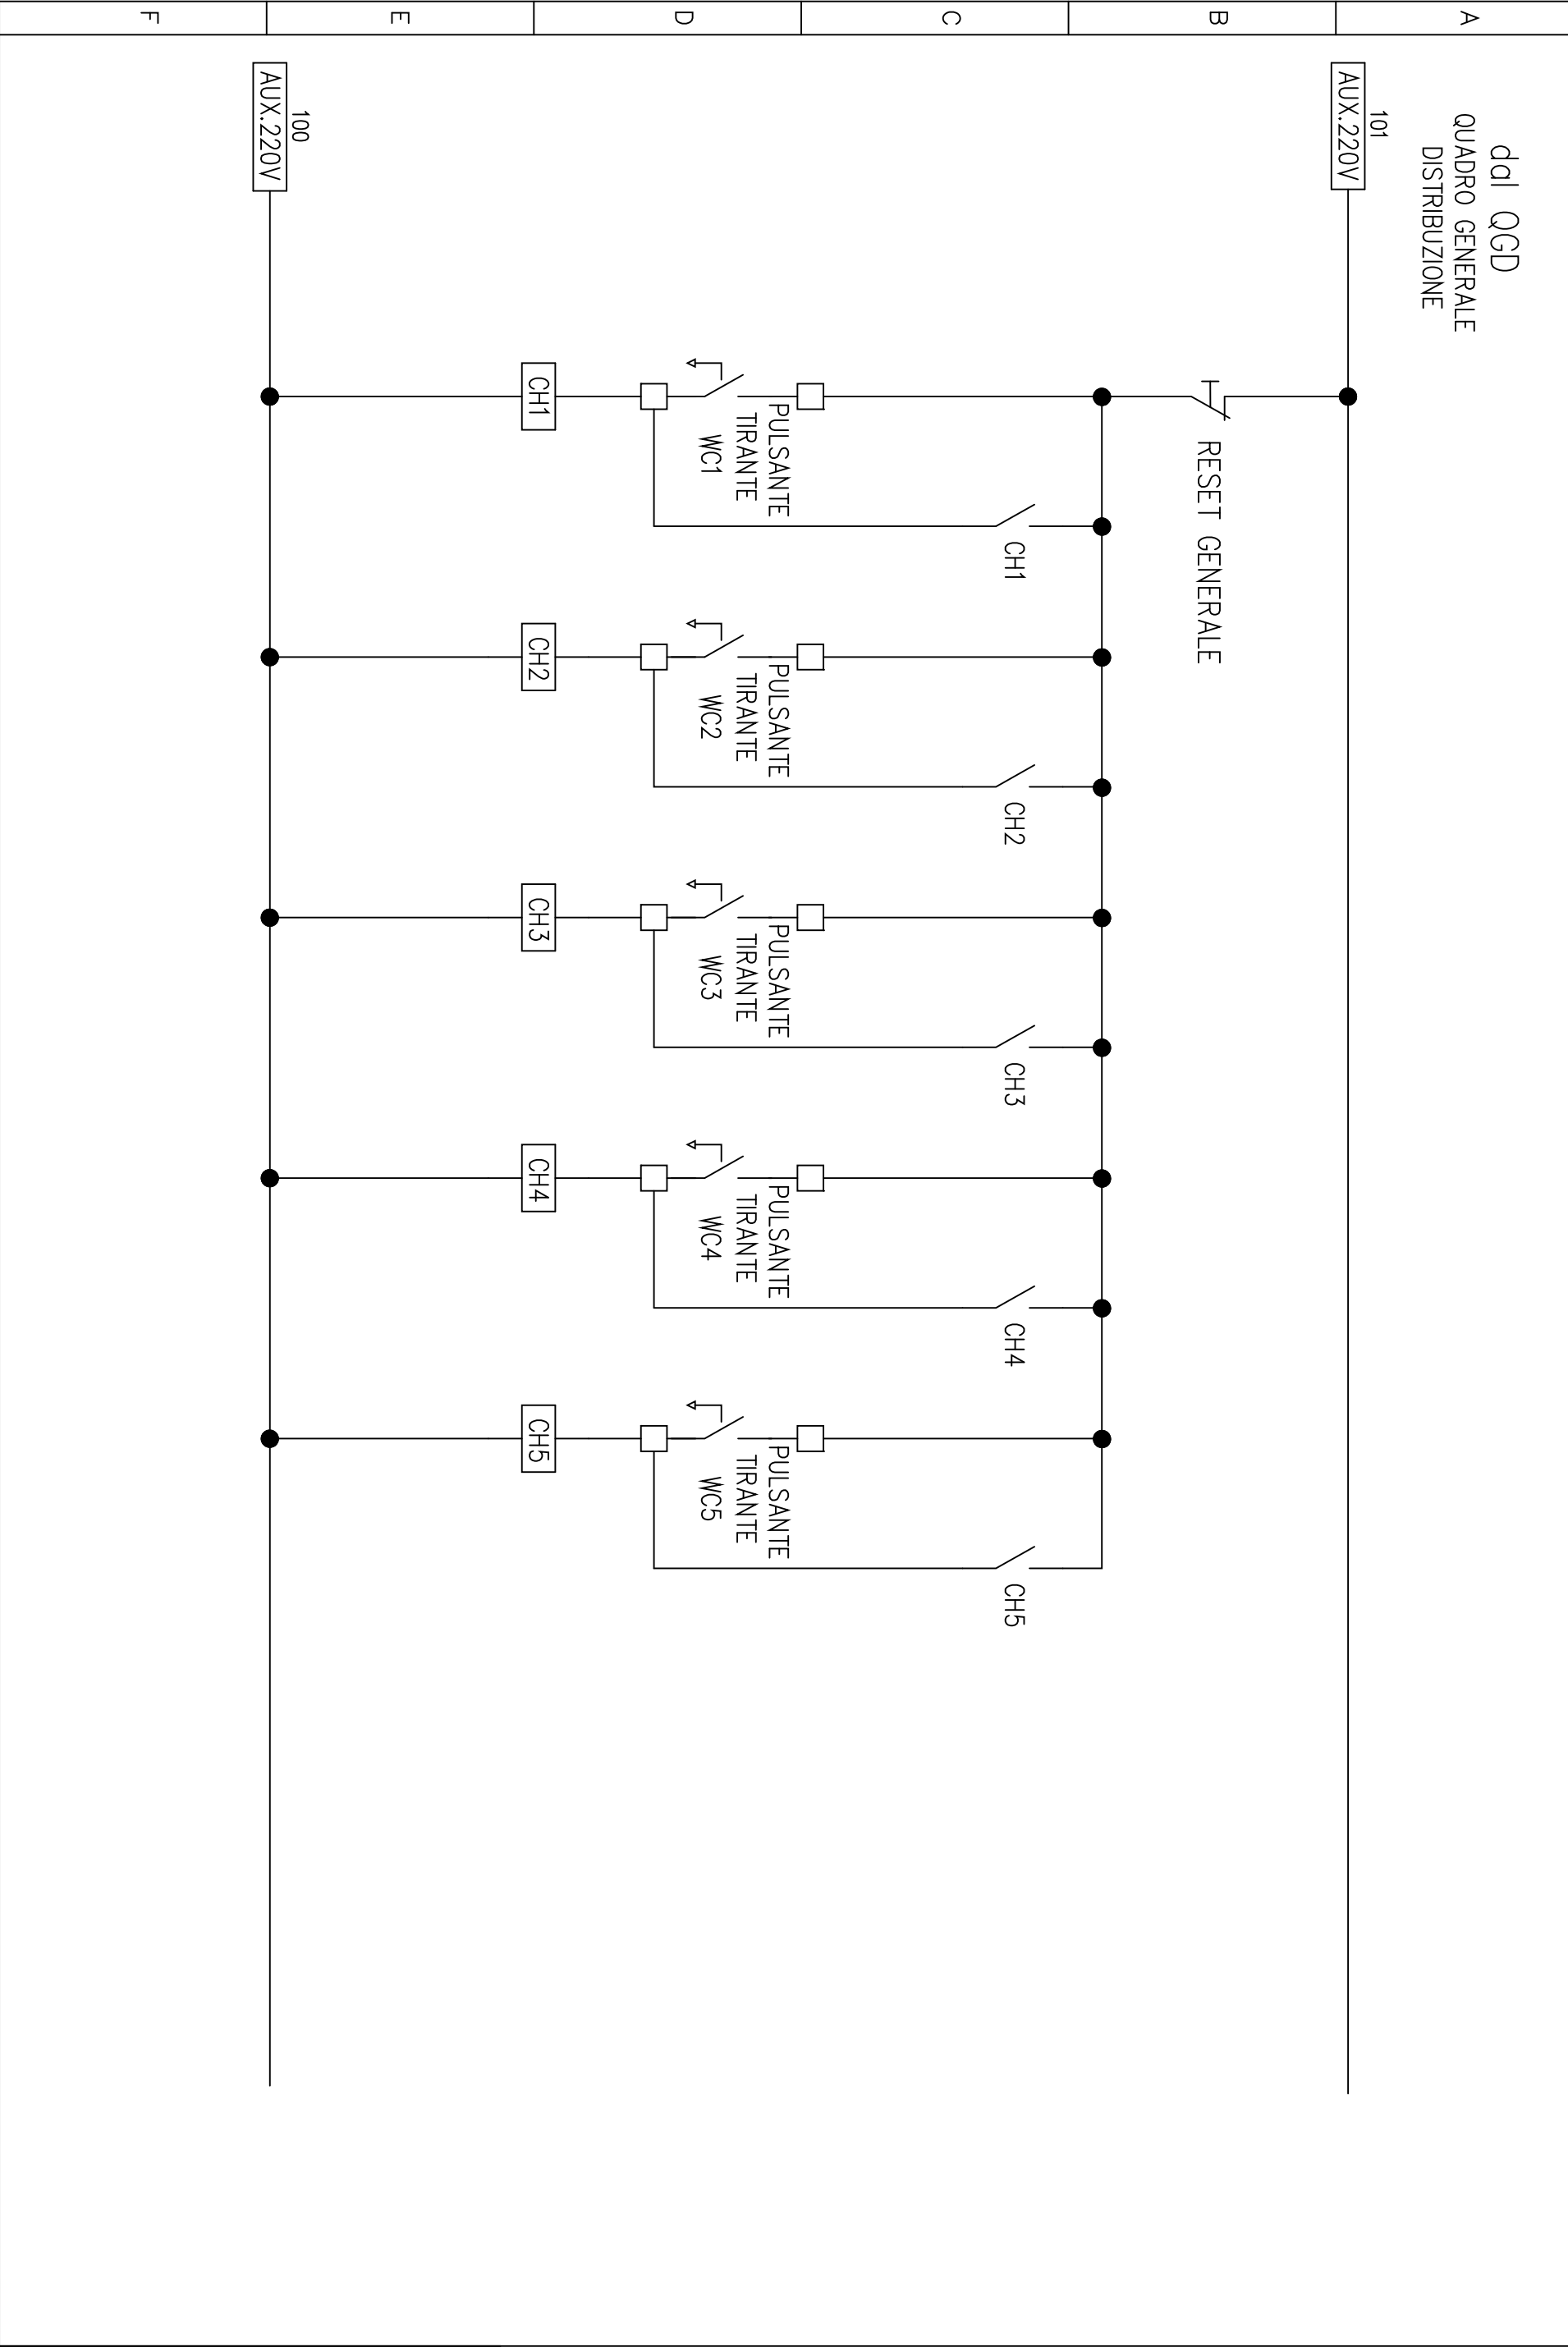 A
B
C
D
E
F
dal QGD
QUADRO GENERALE
DISTRIBUZIONE
101
AUX.220V
RESET GENERALE
CH1
CH2
CH3
CH4
CH5
PULSANTE
TIRANTE
WC1
PULSANTE
TIRANTE
WC2
PULSANTE
TIRANTE
WC3
PULSANTE
TIRANTE
WC4
PULSANTE
TIRANTE
WC5
CH1
CH2
CH3
CH4
CH5
100
AUX.220V